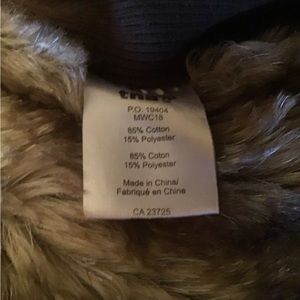 P.O. 19404
MWC18
85% Cotton
15% Polyester
85% Coton
15% Polyester
Made in China/
Fabriqué en Chine
CA 23725